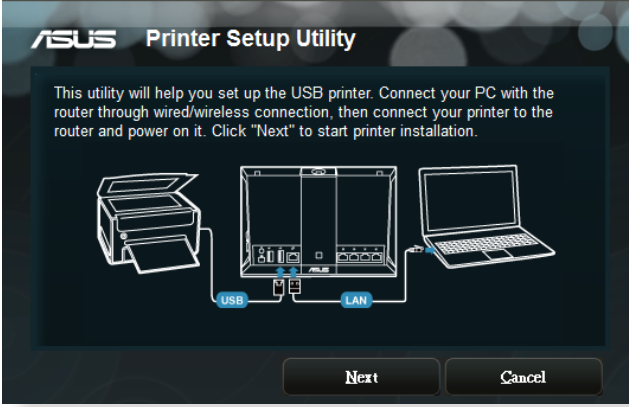 ASUS Printer Setup Utility
This utility will help you set up the USB printer. Connect your PC with the
router through wired/wireless connection, then connect your printer to the
router and power on it. Click "Next" to start printer installation.
ASUS
USB
LAN
Next
Cancel